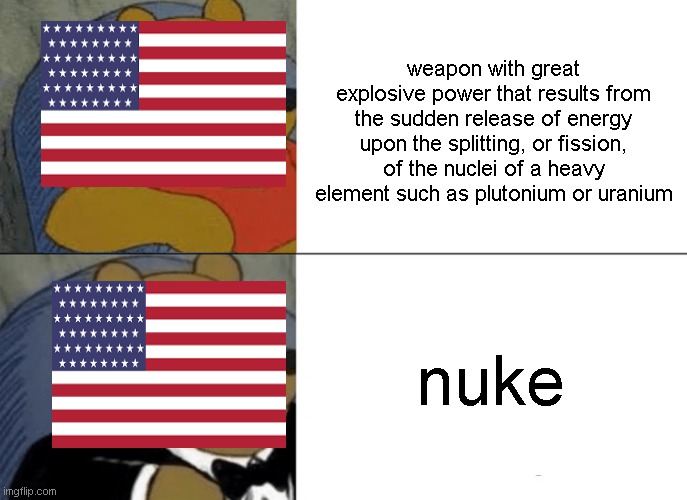 weapon with great
explosive power that results from
the sudden release of energy
upon the splitting, or fission,
of the nuclei of a heavy
element such as plutonium or uranium
nuke
imgflip.com